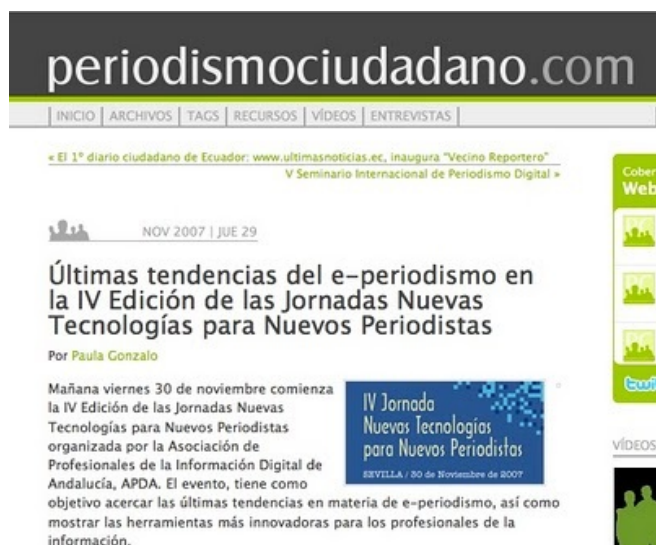 periodismociudadano.com
INICIO | ARCHIVOS | TAGS | RECURSOS | VÍDEOS | ENTREVISTAS |
« El 1º diario ciudadano de Ecuador: www.ultimasnoticias.ec, inaugura "Vecino Reportero"
V Seminario Internacional de Periodismo Digital »
NOV 2007 | JUE 29
Últimas tendencias del e-periodismo en
la IV Edición de las Jornadas Nuevas
Tecnologías para Nuevos Periodistas
Por Paula Gonzalo
Mañana viernes 30 de noviembre comienza
la IV Edición de las Jornadas Nuevas
Tecnologías para Nuevos Periodistas
organizada por la Asociación de
Profesionales de la Información Digital de
Andalucía, APDA. El evento, tiene como
objetivo acercar las últimas tendencias en materia de e-periodismo, así como
mostrar las herramientas más innovadoras para los profesionales de la
información.
IV Jornada
Nuevas Tecnologías
para Nuevos Periodistas
SEVILLA / 30 de Noviembre de 2007
Cober
Web
twi
VÍDEOS